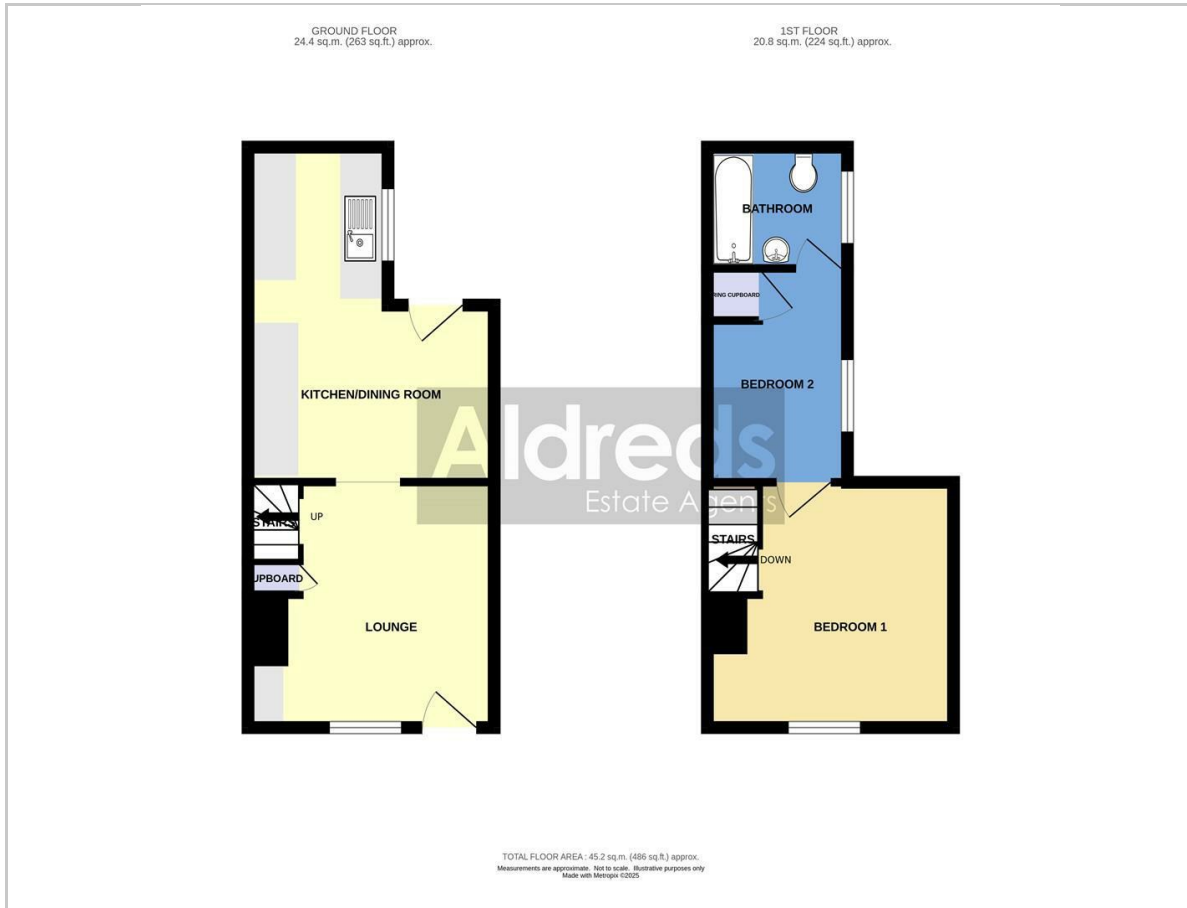 GROUND FLOOR
24.4 sq.m. (263 sq.ft.) approx.
1ST FLOOR
20.8 sq.m. (224 sq.ft.) approx.
BATHROOM
RING CUPBOARD
BEDROOM 2
KITCHEN/DINING ROOM
Aldreds
Estate Agents
STAIRS
UP
UPBOARD
LOUNGE
STAIRS
DOWN
BEDROOM 1
TOTAL FLOOR AREA : 45.2 sq.m. (486 sq.ft.) approx.
Measurements are approximate. Not to scale. Illustrative purposes only
Made with Metropix ©2025